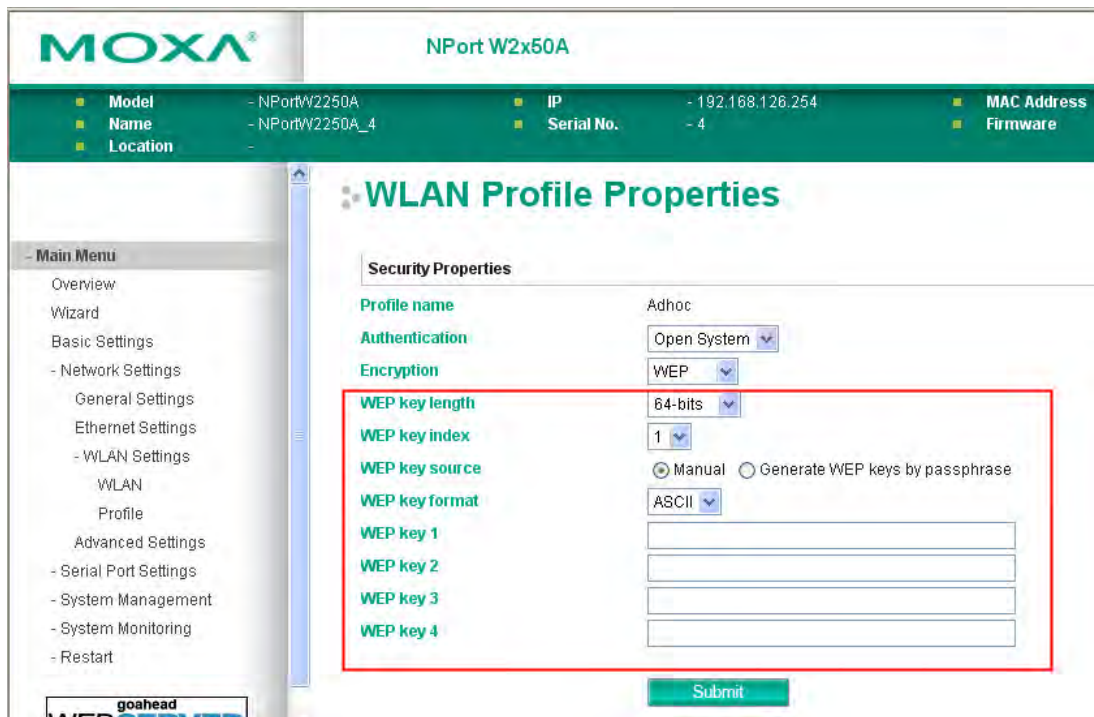 MOXA®
NPort W2x50A
Model - NPortW2250A IP - 192.168.126.254 MAC Address
Name - NPortW2250A_4 Serial No. - 4 Firmware
Location -
WLAN Profile Properties
- Main Menu
Overview
Wizard
Basic Settings
- Network Settings
General Settings
Ethernet Settings
- WLAN Settings
WLAN
Profile
Advanced Settings
- Serial Port Settings
- System Management
- System Monitoring
- Restart
goahead
WEBSERVER
Security Properties
Profile name Adhoc
Authentication Open System
Encryption WEP
WEP key length 64-bits
WEP key index 1
WEP key source Manual Generate WEP keys by passphrase
WEP key format ASCII
WEP key 1
WEP key 2
WEP key 3
WEP key 4
Submit